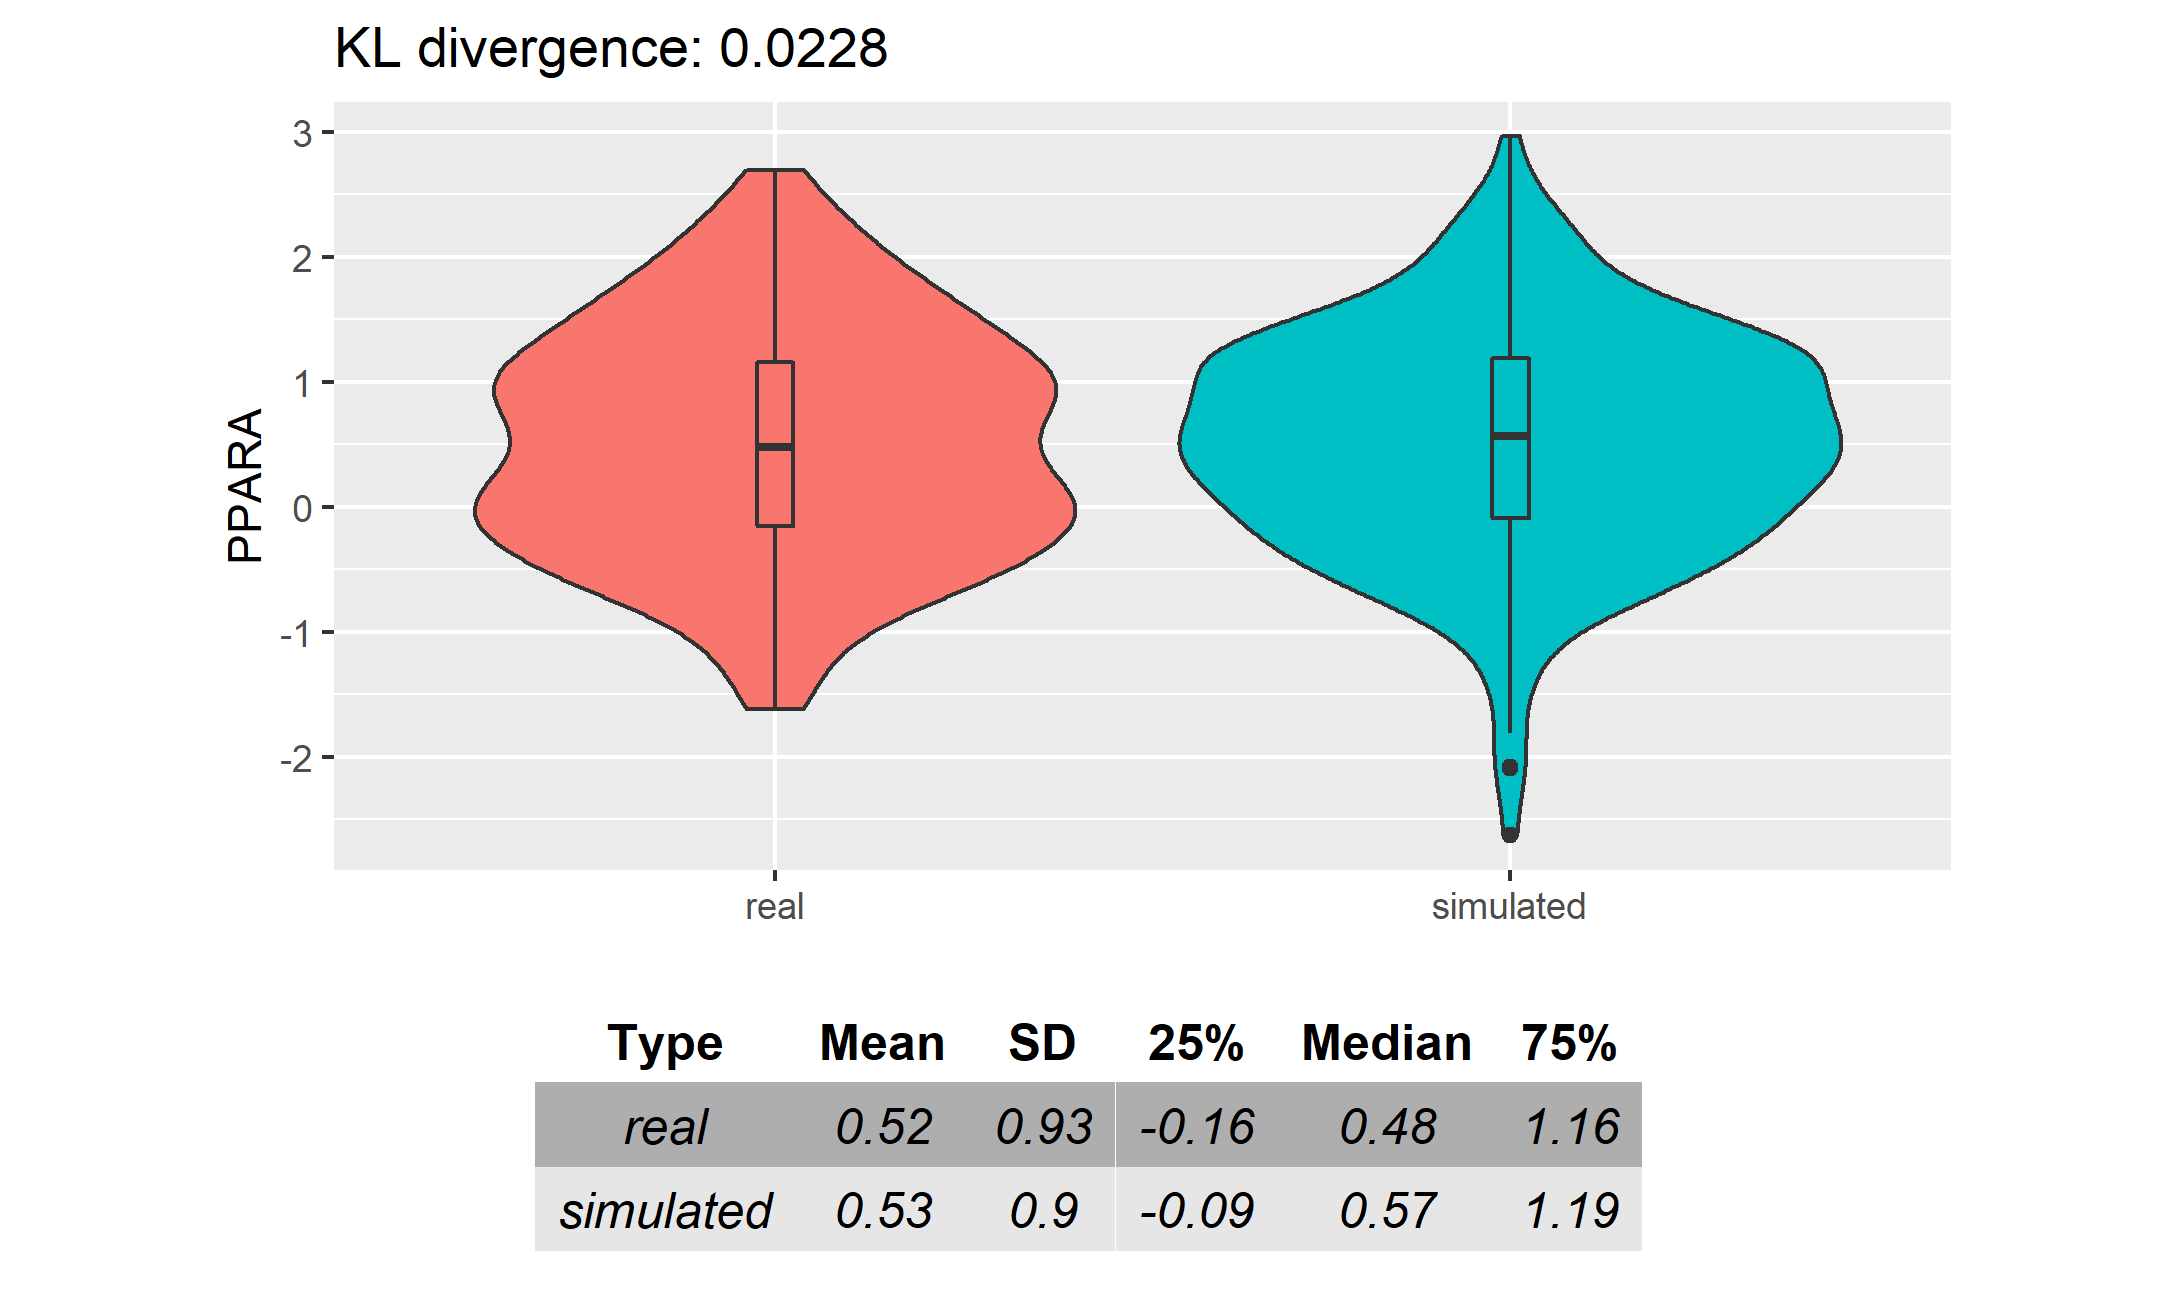 KL divergence: 0.0228
3
2
1
0
-1
-2
PPARA
real simulated
Type Mean SD 25% Median 75%
real 0.52 0.93 -0.16 0.48 1.16
simulated 0.53 0.9 -0.09 0.57 1.19